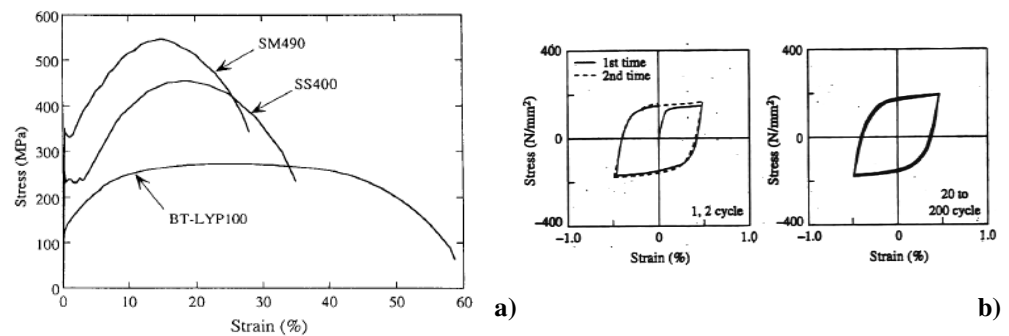 600
500
400
300
200
100
0
0
10
20
30
40
50
60
Stress (MPa)
Strain (%)
SM490
SS400
BT-LYP100
a)
400
0
−400
−1.0
0
1.0
Stress (N/mm²)
Strain (%)
1st time
2nd time
1, 2 cycle
400
0
−400
−1.0
0
1.0
Stress (N/mm²)
Strain (%)
20 to
200 cycle
b)